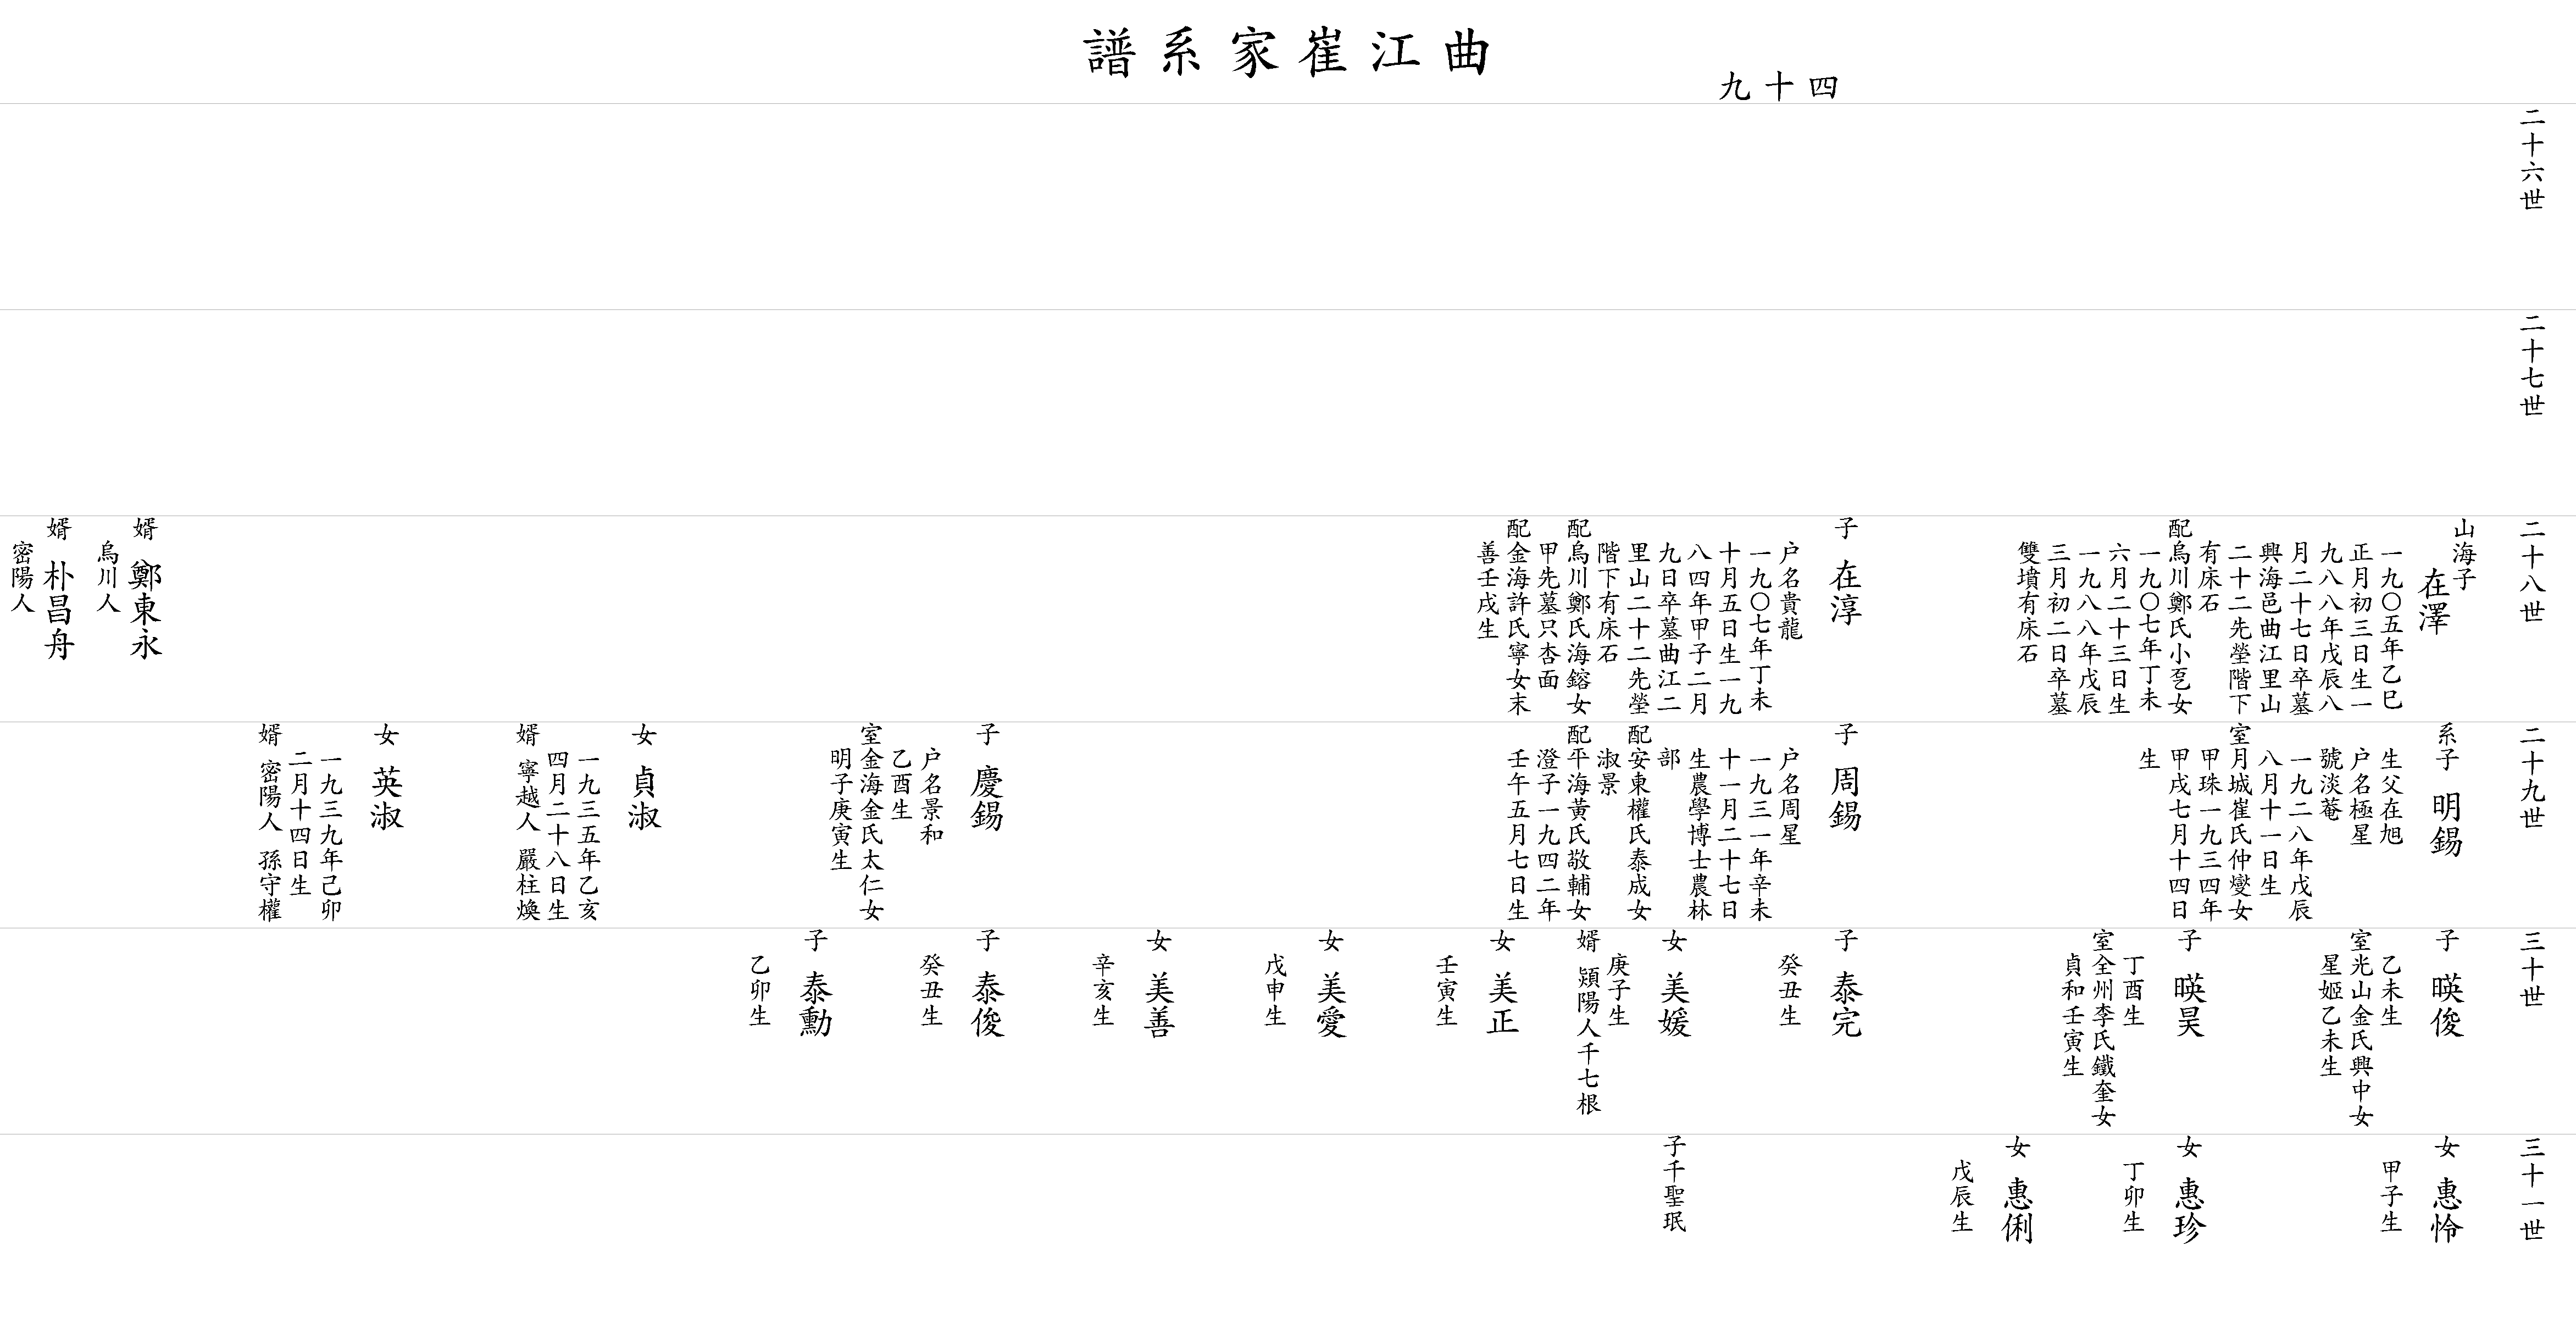 曲江崔家系譜
四十九
二十六世
二十七世
二十八世
山海子
在澤
一九〇五年乙巳
正月初三日生一
九八八年戊辰八
月二十七日卒墓
興海邑曲江里山
二十二先塋階下
有床石
配烏川鄭氏小䎛女
一九〇七年丁未
六月二十三日生
一九八八年戊辰
三月初二日卒墓
雙墳有床石
子 在淳
户名貴龍
一九〇七年丁未
十月五日生一九
八四年甲子二月
九日卒墓曲江二
里山二十二先塋
階下有床石
配烏川鄭氏海鎔女
甲先墓只杏面
配金海許氏寧女末
善壬戌生
婿 鄭東永
烏川人
婿 朴昌舟
密陽人
二十九世
系子 明錫
生父在旭
户名極星
號淡菴
一九二八年戊辰
八月十一日生
室月城崔氏仲燮女
甲珠一九三四年
甲戌七月十四日
生
子 周錫
户名周星
一九三一年辛未
十一月二十七日
生農學博士農林
部
配安東權氏泰成女
淑景
配平海黃氏敬輔女
澄子一九四二年
壬午五月七日生
子 慶錫
户名景和
乙酉生
室金海金氏太仁女
明子庚寅生
女 貞淑
一九三五年乙亥
四月二十八日生
婿 寧越人 嚴柱煥
女 英淑
一九三九年己卯
二月十四日生
婿 密陽人 孫守權
三十世
子 暎俊
乙未生
室光山金氏興中女
星姬乙未生
子 暎昊
丁酉生
室全州李氏鐵奎女
貞和壬寅生
子 泰完
癸丑生
女 美媛
庚子生
婿 潁陽人千七根
女 美正
壬寅生
女 美愛
戊申生
女 美善
辛亥生
子 泰俊
癸丑生
子 泰勳
乙卯生
三十一世
女 惠怜
甲子生
女 惠珍
丁卯生
女 惠俐
戊辰生
子千聖珉